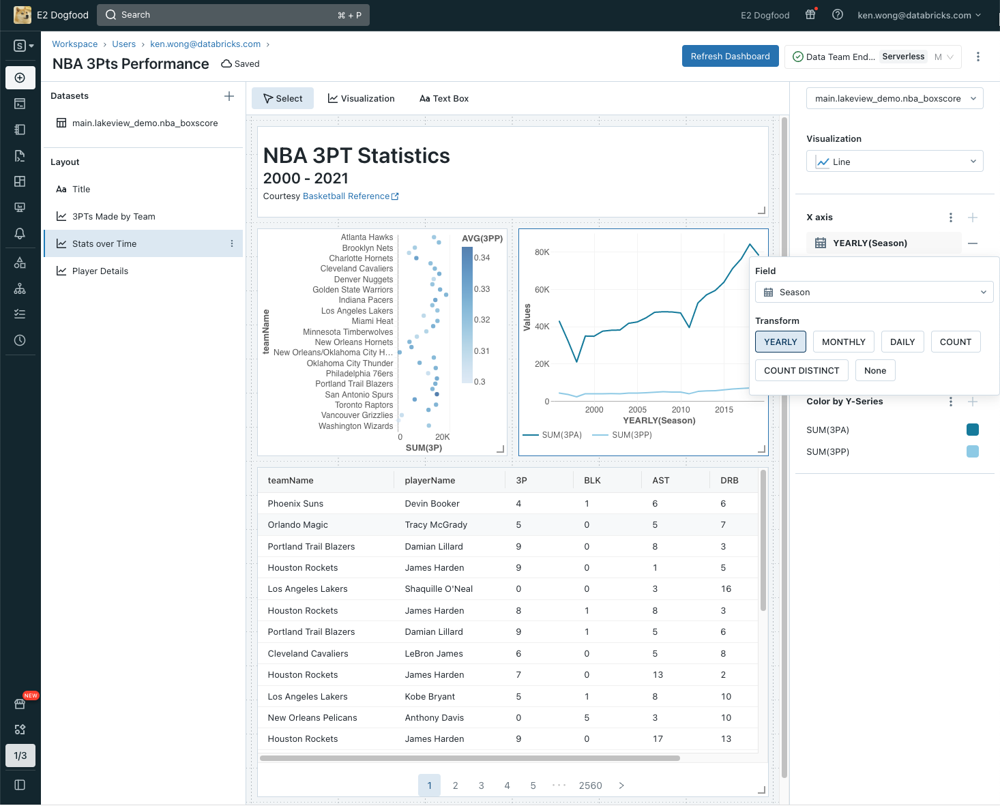 E2 Dogfood
Search
⌘ + P
E2 Dogfood
ken.wong@databricks.com
S
Workspace › Users › ken.wong@databricks.com ›
NBA 3Pts Performance
Saved
Refresh Dashboard
Data Team End... Serverless M
Datasets
main.lakeview_demo.nba_boxscore
Layout
Aa Title
3PTs Made by Team
Stats over Time
Player Details
NEW
1/3
Select
Visualization
Aa Text Box
NBA 3PT Statistics
2000 - 2021
Courtesy Basketball Reference
teamName
Atlanta Hawks
Brooklyn Nets
Charlotte Hornets
Cleveland Cavaliers
Denver Nuggets
Golden State Warriors
Indiana Pacers
Los Angeles Lakers
Miami Heat
Minnesota Timberwolves
New Orleans Hornets
New Orleans/Oklahoma City H...
Oklahoma City Thunder
Philadelphia 76ers
Portland Trail Blazers
San Antonio Spurs
Toronto Raptors
Vancouver Grizzlies
Washington Wizards
0 20K
SUM(3P)
AVG(3PP)
0.34
0.33
0.32
0.31
0.3
Values
80K
60K
40K
20K
0
2000 2005 2010 2015
YEARLY(Season)
SUM(3PA) SUM(3PP)
teamName playerName 3P BLK AST DRB
Phoenix Suns Devin Booker 4 1 6 6
Orlando Magic Tracy McGrady 5 0 5 7
Portland Trail Blazers Damian Lillard 9 0 8 3
Houston Rockets James Harden 9 0 1 5
Los Angeles Lakers Shaquille O'Neal 0 0 3 16
Houston Rockets James Harden 8 1 8 3
Portland Trail Blazers Damian Lillard 9 1 5 6
Cleveland Cavaliers LeBron James 6 0 5 8
Houston Rockets James Harden 7 0 13 2
Los Angeles Lakers Kobe Bryant 5 1 8 10
New Orleans Pelicans Anthony Davis 0 5 3 10
Houston Rockets James Harden 9 0 17 13
1 2 3 4 5 ··· 2560 >
main.lakeview_demo.nba_boxscore
Visualization
Line
X axis
YEARLY(Season)
Field
Season
Transform
YEARLY MONTHLY DAILY COUNT
COUNT DISTINCT None
Color by Y-Series
SUM(3PA)
SUM(3PP)